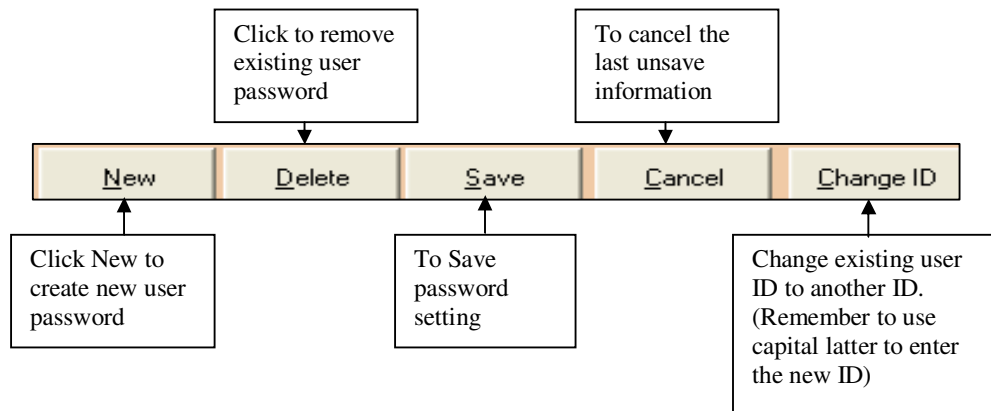 Click to remove
existing user
password
To cancel the
last unsave
information
New
Delete
Save
Cancel
Change ID
Click New to
create new user
password
To Save
password
setting
Change existing user
ID to another ID.
(Remember to use
capital latter to enter
the new ID)